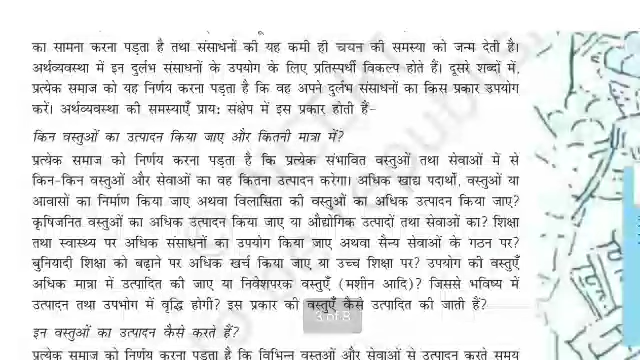 का सामना करना पड़ता है तथा संसाधनों की यह कमी ही चयन की समस्या को जन्म देती है।
अर्थव्यवस्था में इन दुर्लभ संसाधनों के उपयोग के लिए प्रतिस्पर्धी विकल्प होते हैं। दूसरे शब्दों में,
प्रत्येक समाज को यह निर्णय करना पड़ता है कि वह अपने दुर्लभ संसाधनों का किस प्रकार उपयोग
करें। अर्थव्यवस्था की समस्याएँ प्राय: संक्षेप में इस प्रकार होती हैं–
किन वस्तुओं का उत्पादन किया जाए और कितनी मात्रा में?
प्रत्येक समाज को निर्णय करना पड़ता है कि प्रत्येक संभावित वस्तुओं तथा सेवाओं में से
किन-किन वस्तुओं और सेवाओं का वह कितना उत्पादन करेगा। अधिक खाद्य पदार्थों, वस्तुओं या
आवासों का निर्माण किया जाए अथवा विलासिता की वस्तुओं का अधिक उत्पादन किया जाए?
कृषिजनित वस्तुओं का अधिक उत्पादन किया जाए या औद्योगिक उत्पादों तथा सेवाओं का? शिक्षा
तथा स्वास्थ्य पर अधिक संसाधनों का उपयोग किया जाए अथवा सैन्य सेवाओं के गठन पर?
बुनियादी शिक्षा को बढ़ाने पर अधिक खर्च किया जाए या उच्च शिक्षा पर? उपयोग की वस्तुएँ
अधिक मात्रा में उत्पादित की जाए या निवेशपरक वस्तुएँ (मशीन आदि)? जिससे भविष्य में
उत्पादन तथा उपभोग में वृद्धि होगी? इस प्रकार की वस्तुएँ कैसे उत्पादित की जाती हैं?
3 of 8
इन वस्तुओं का उत्पादन कैसे करते हैं?
प्रत्येक समाज को निर्णय करना पड़ता है कि विभिन्न वस्तुओं और सेवाओं से उत्पादन करते समय